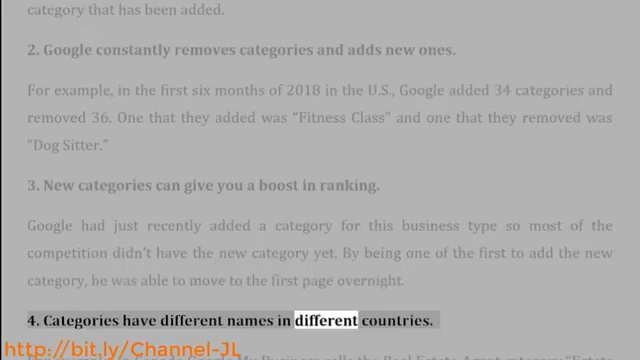 category that has been added.
2. Google constantly removes categories and adds new ones.
For example, in the first six months of 2018 in the U.S., Google added 34 categories and
removed 36. One that they added was “Fitness Class” and one that they removed was
“Dog Sitter.”
3. New categories can give you a boost in ranking.
Google had just recently added a category for this business type so most of the
competition didn’t have the new category yet. By being one of the first to add the new
category, he was able to move to the first page overnight.
4. Categories have different names in different countries.
http://bit.ly/Channel-JL